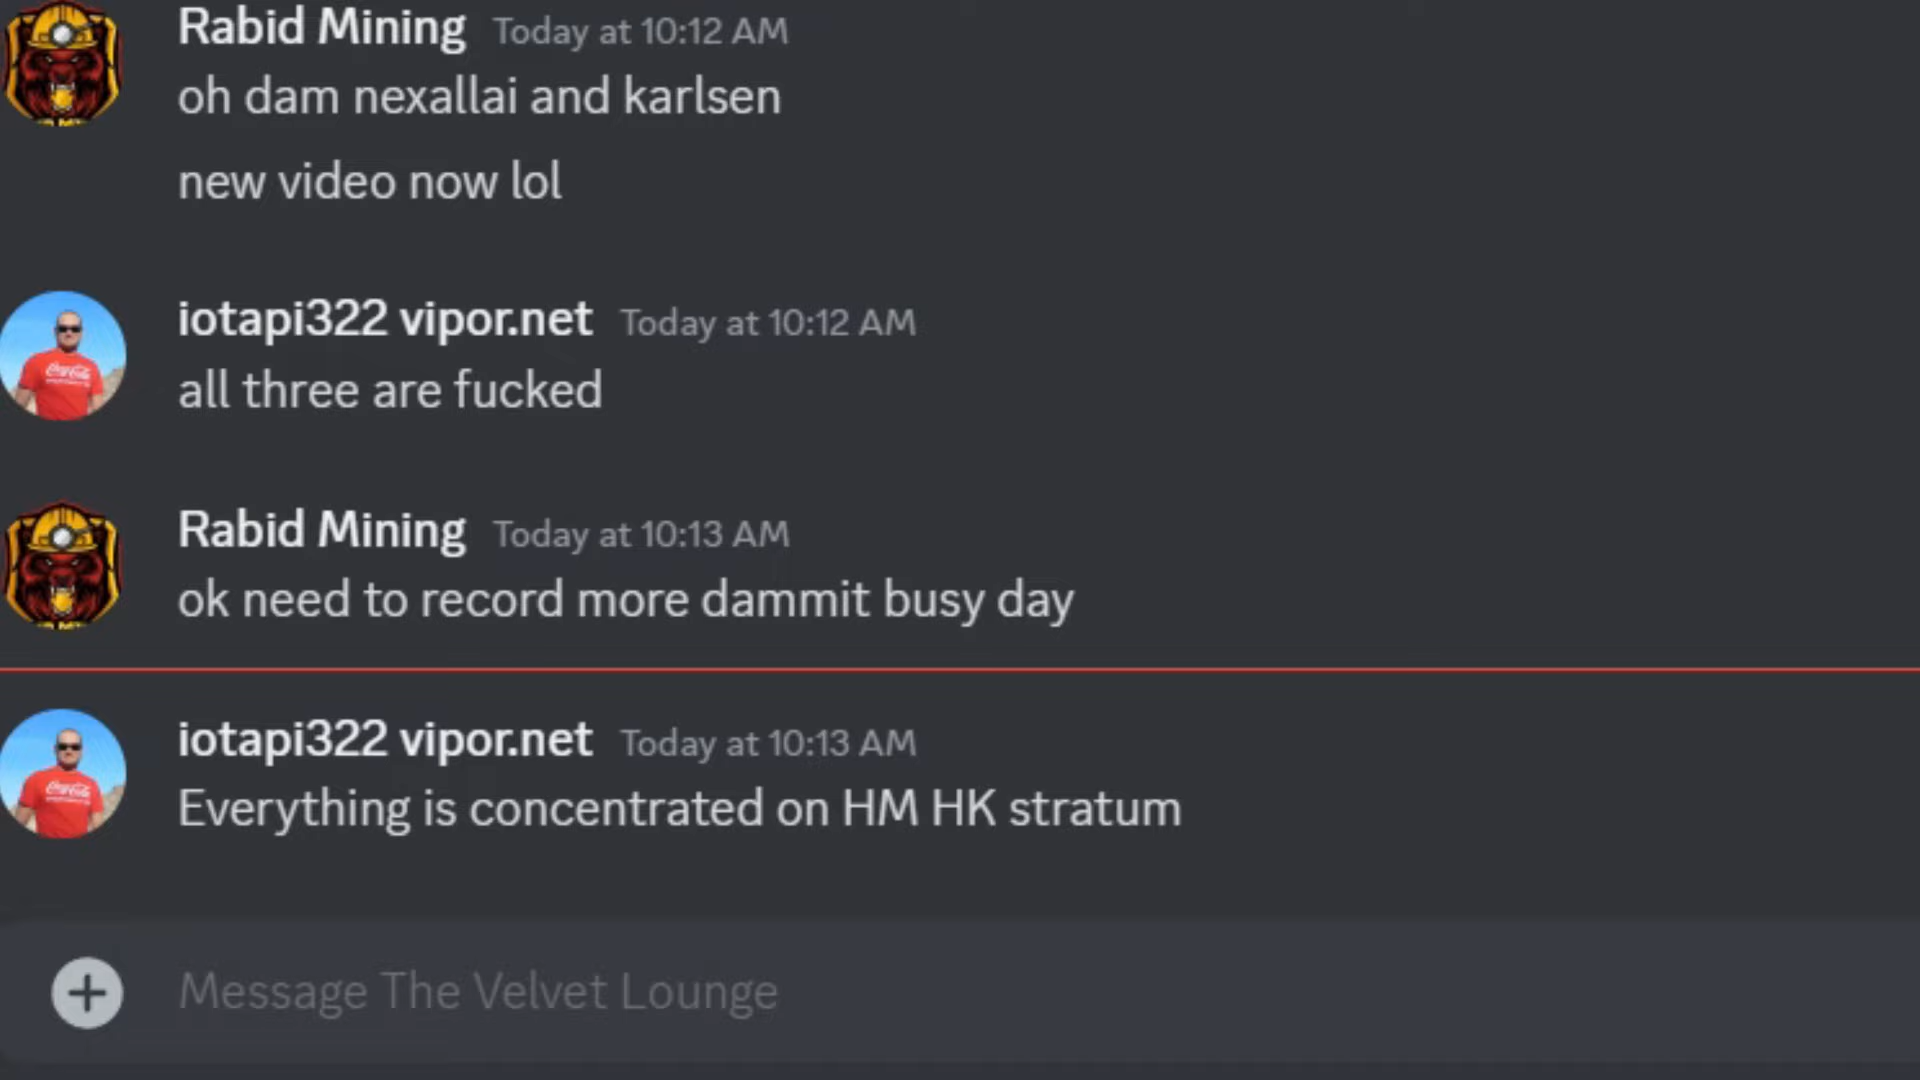 Rabid Mining Today at 10:12 AM
oh dam nexallai and karlsen
new video now lol
iotapi322 vipor.net Today at 10:12 AM
all three are fucked
Rabid Mining Today at 10:13 AM
ok need to record more dammit busy day
iotapi322 vipor.net Today at 10:13 AM
Everything is concentrated on HM HK stratum
Message The Velvet Lounge